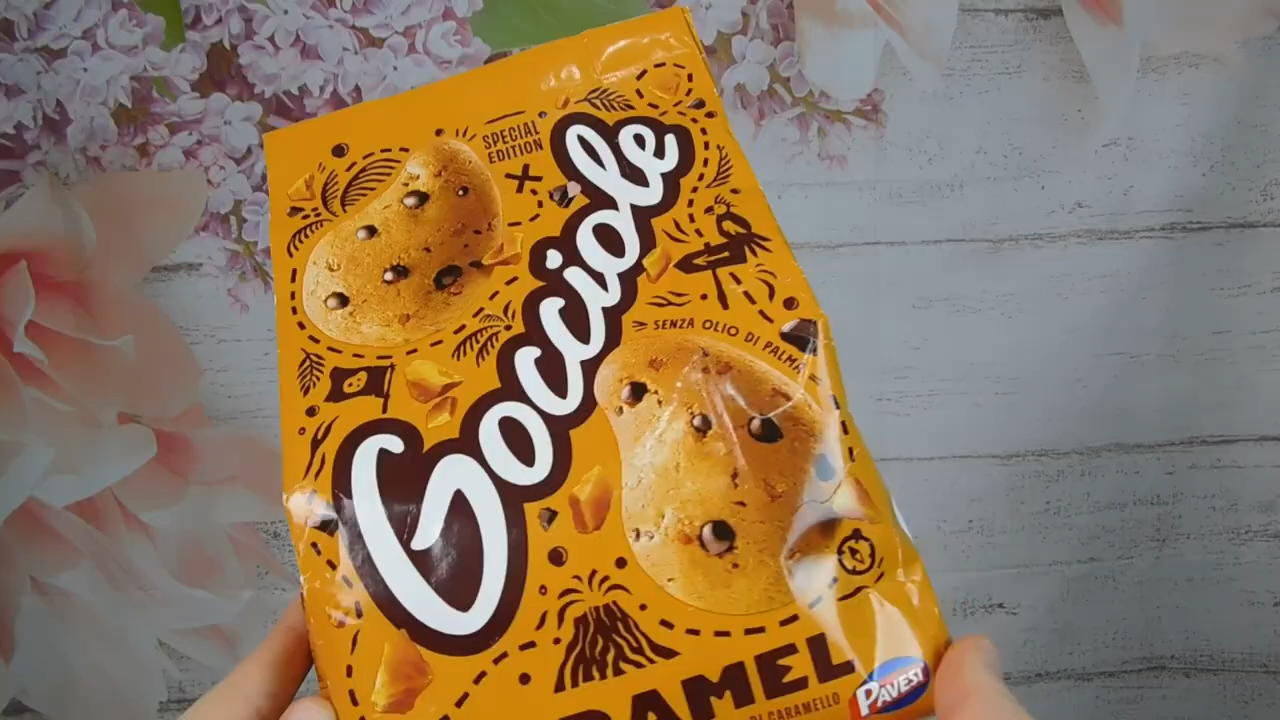 SPECIAL
EDITION
Gocciole
SENZA OLIO DI PALMA
RAMEL
DI CARAMELLO
PAVESI